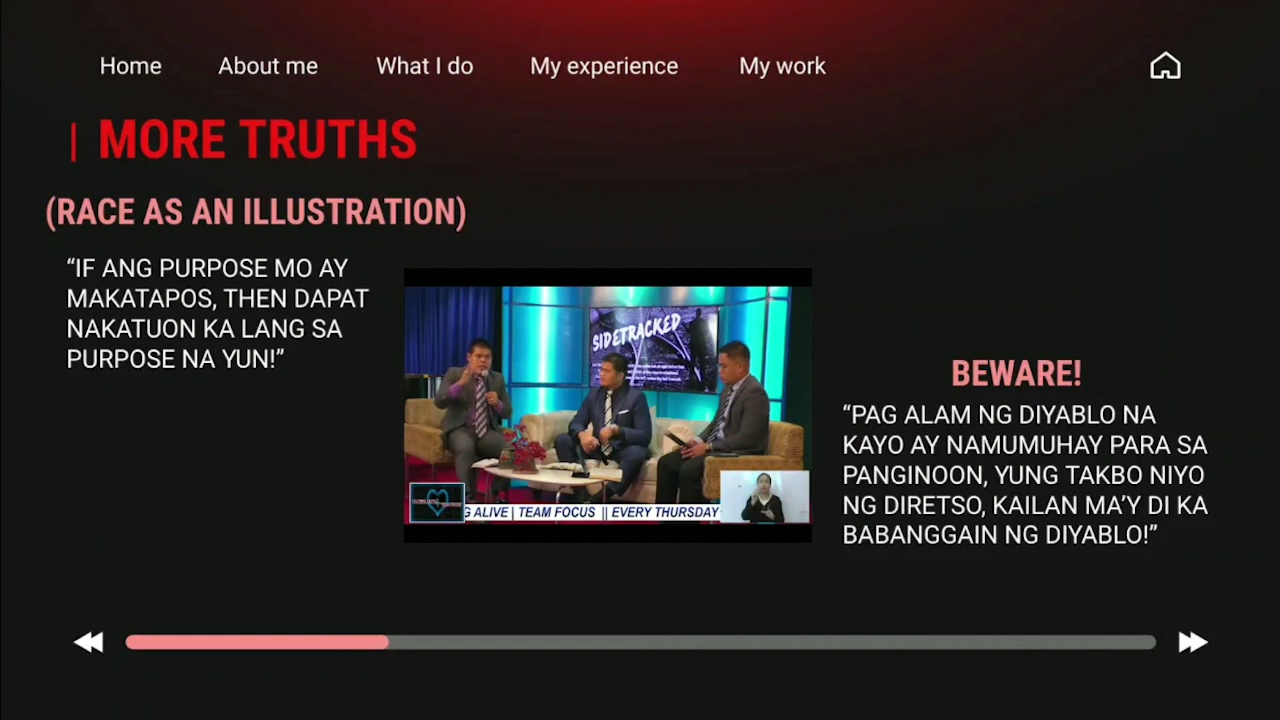 Home About me What I do My experience My work
| MORE TRUTHS
(RACE AS AN ILLUSTRATION)
“IF ANG PURPOSE MO AY
MAKATAPOS, THEN DAPAT
NAKATUON KA LANG SA
PURPOSE NA YUN!”
SIDETRACKED
G ALIVE | TEAM FOCUS || EVERY THURSDAY
BEWARE!
“PAG ALAM NG DIYABLO NA
KAYO AY NAMUMUHAY PARA SA
PANGINOON, YUNG TAKBO NIYO
NG DIRETSO, KAILAN MA’Y DI KA
BABANGGAIN NG DIYABLO!”